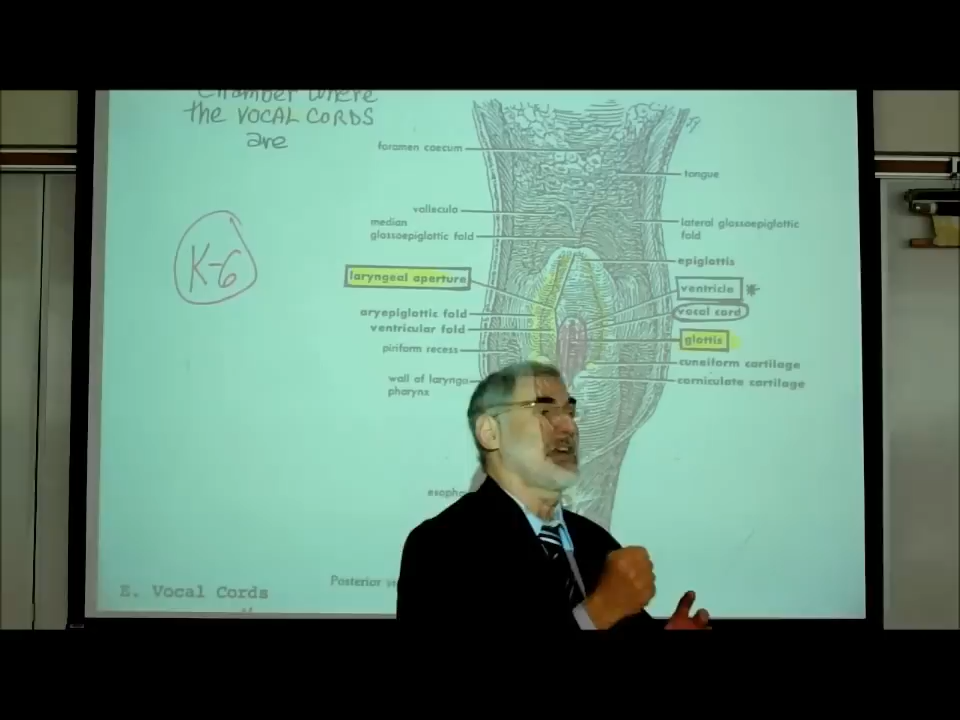 Chamber where
the VOCAL CORDS
are
K-6
foramen caecum
tongue
vallecula
median
glossoepiglottic fold
lateral glossoepiglottic
fold
epiglottis
laryngeal aperture
ventricle *
vocal cord
aryepiglottic fold
ventricular fold
glottis
piriform recess
cuneiform cartilage
wall of
pharynx
corniculate cartilage
E. Vocal Cords
Posterior